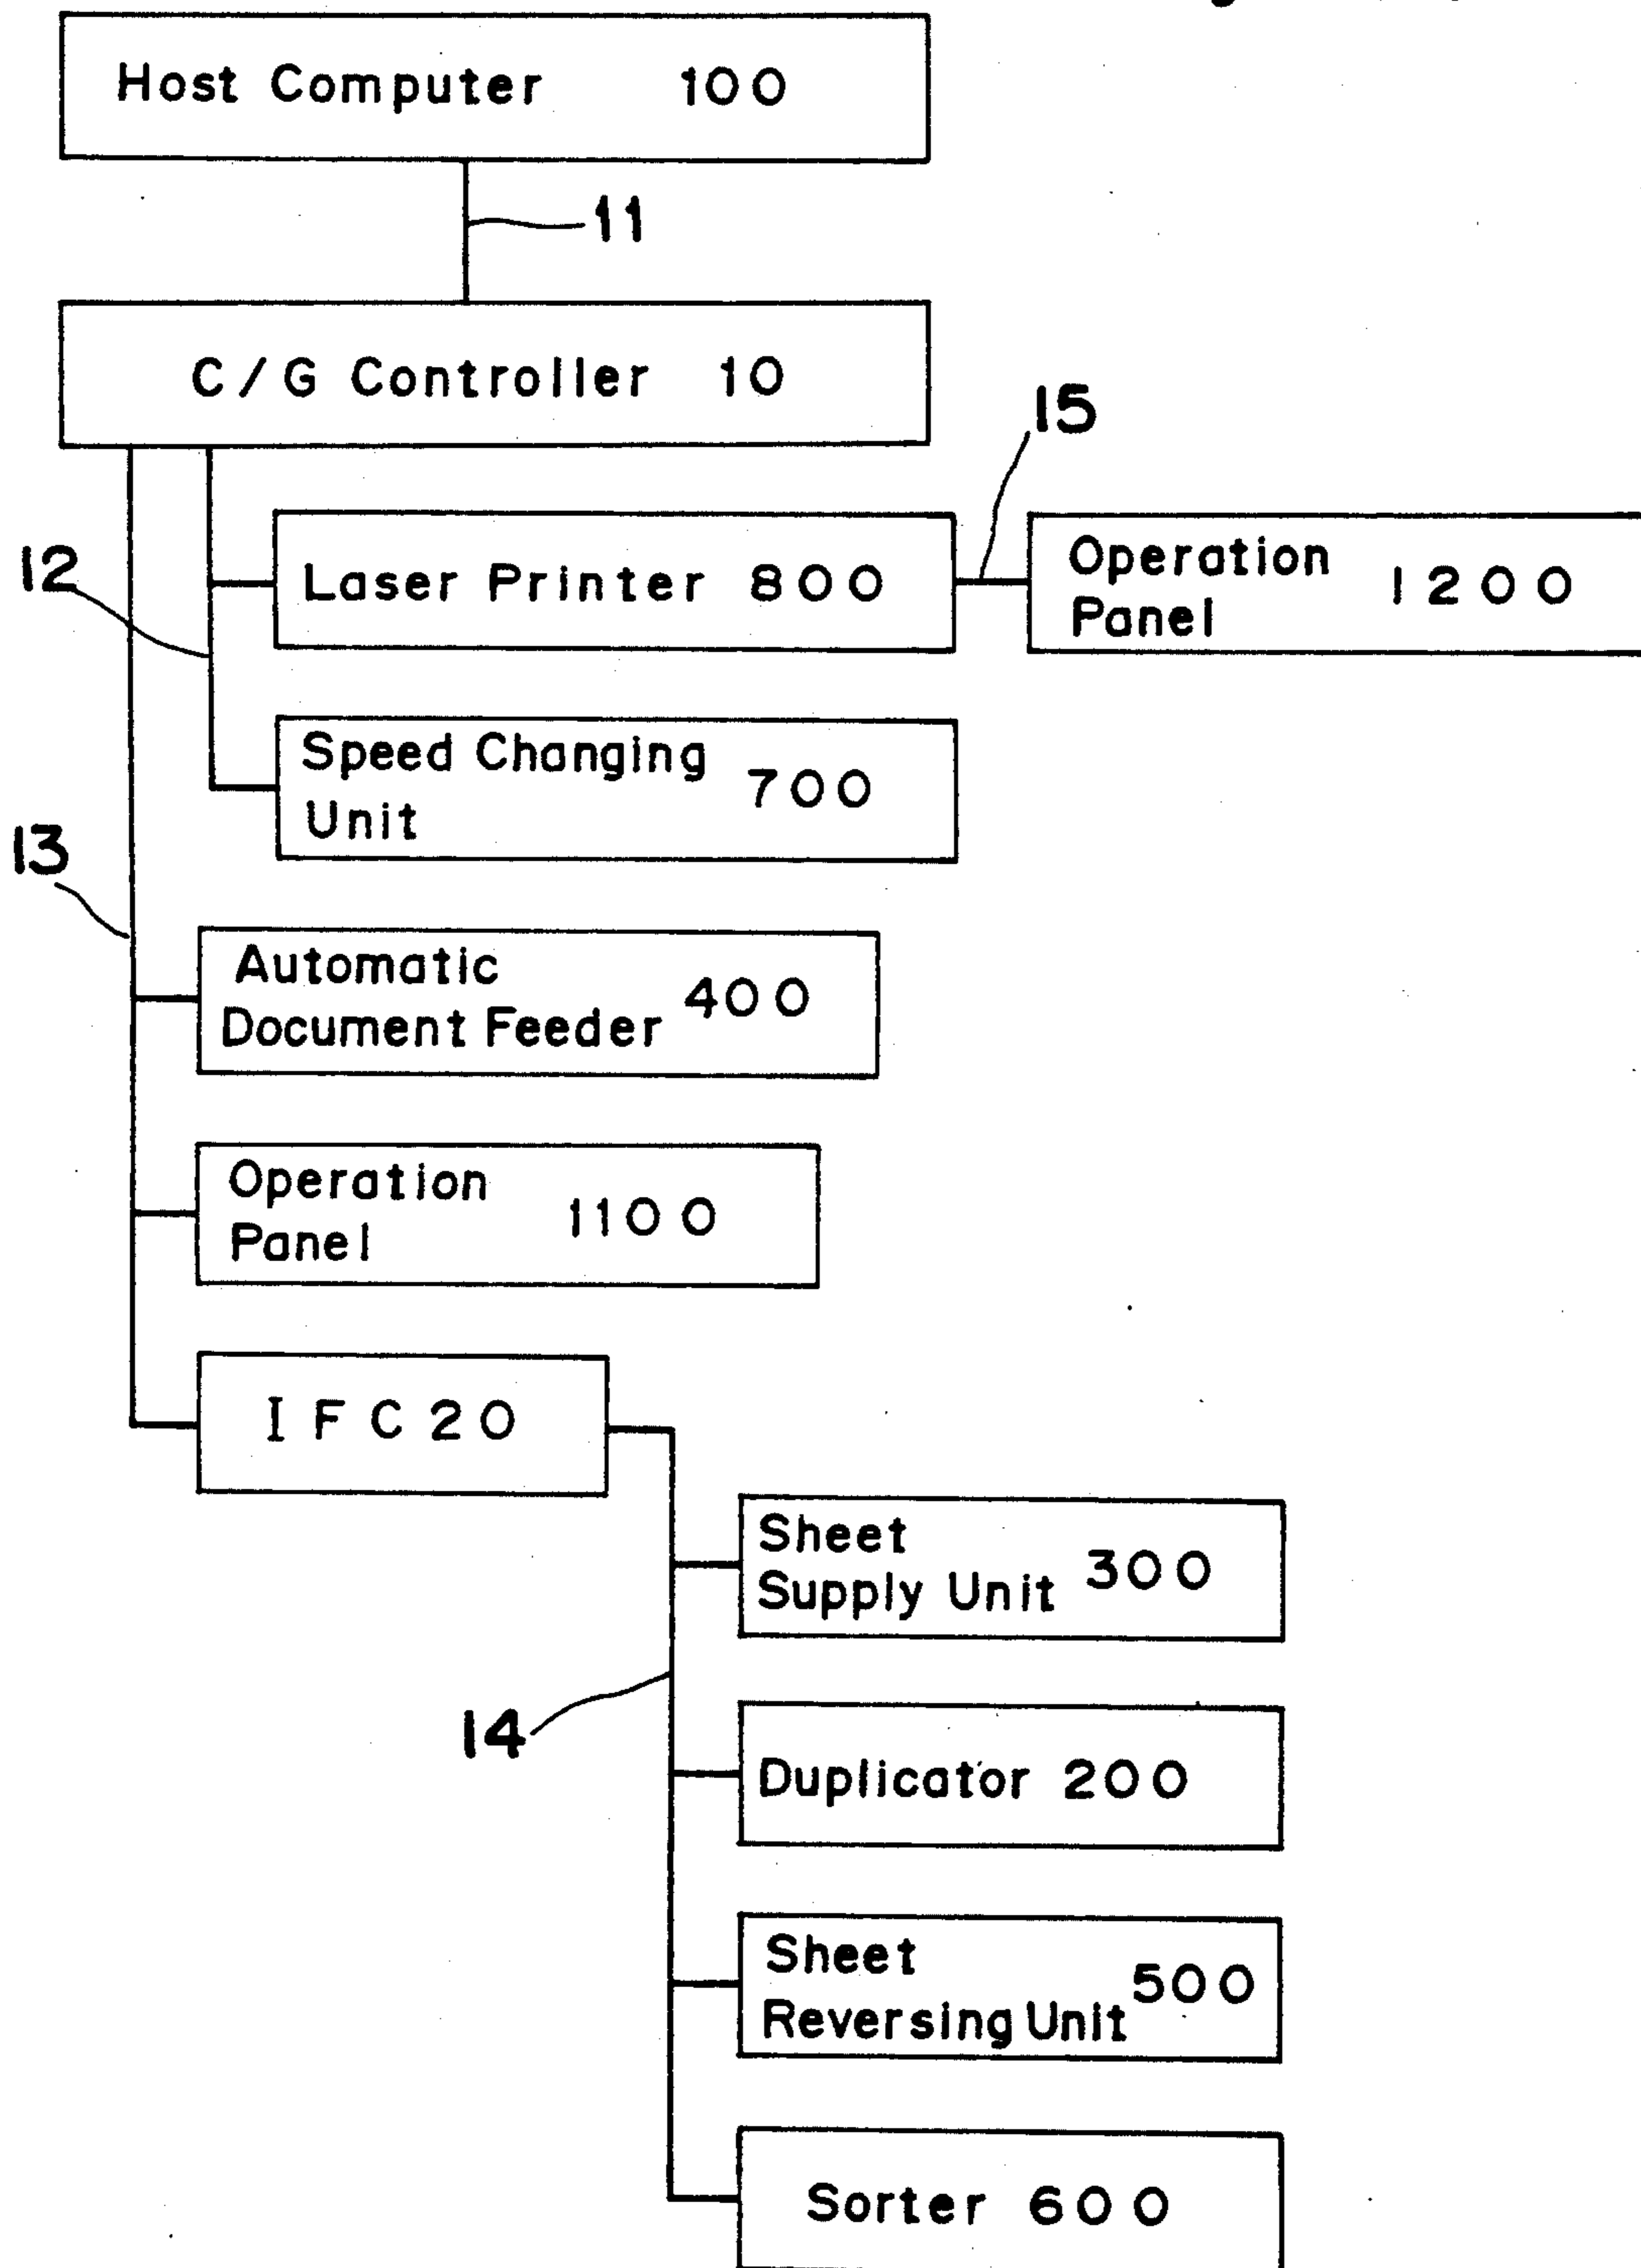 Host Computer 100
11
C/G Controller 10
15
12
Laser Printer 800
Operation
Panel 1200
Speed Changing
Unit 700
13
Automatic
Document Feeder 400
Operation
Panel 1100
IFC20
Sheet
Supply Unit 300
14
Duplicator 200
Sheet
Reversing Unit 500
Sorter 600